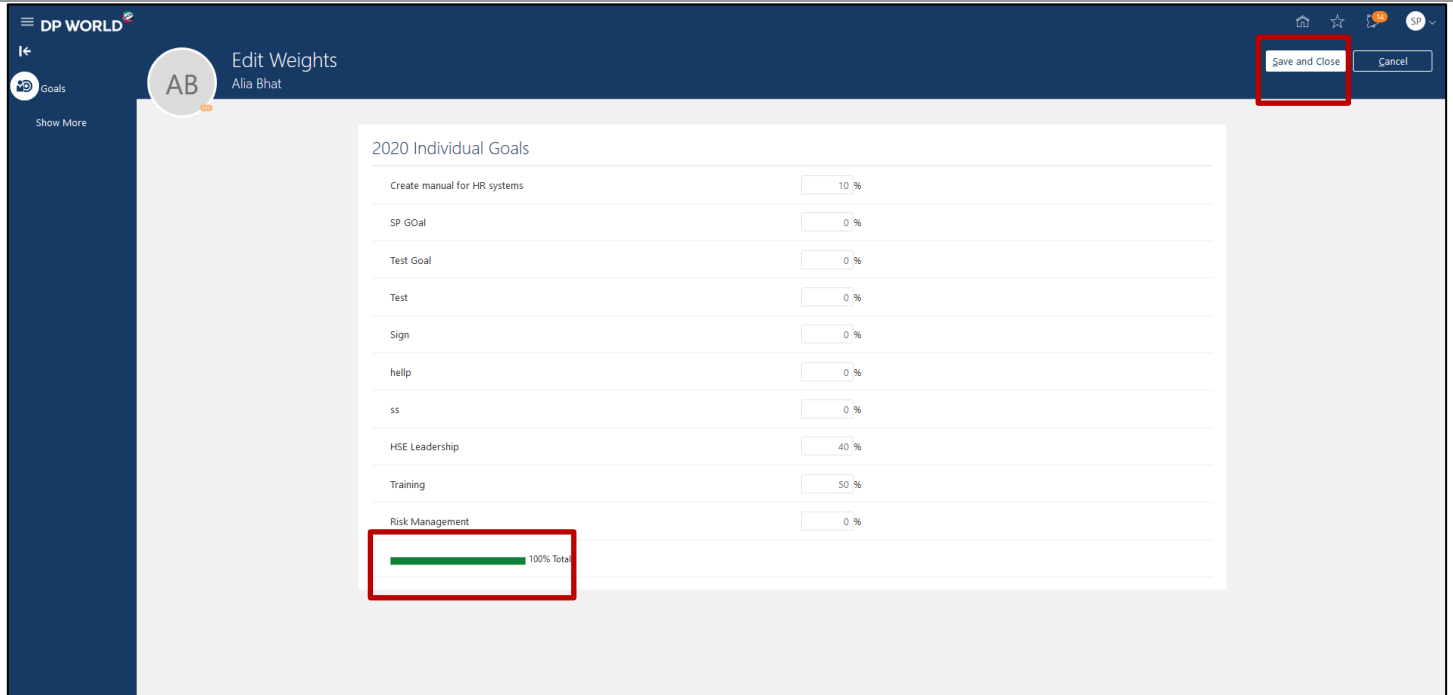 DP WORLD
14
SP
Edit Weights
Save and Close
Cancel
AB
Alia Bhat
Goals
Show More
2020 Individual Goals
Create manual for HR systems 10 %
SP GOal 0 %
Test Goal 0 %
Test 0 %
Sign 0 %
hellp 0 %
ss 0 %
HSE Leadership 40 %
Training 50 %
Risk Management 0 %
100% Total